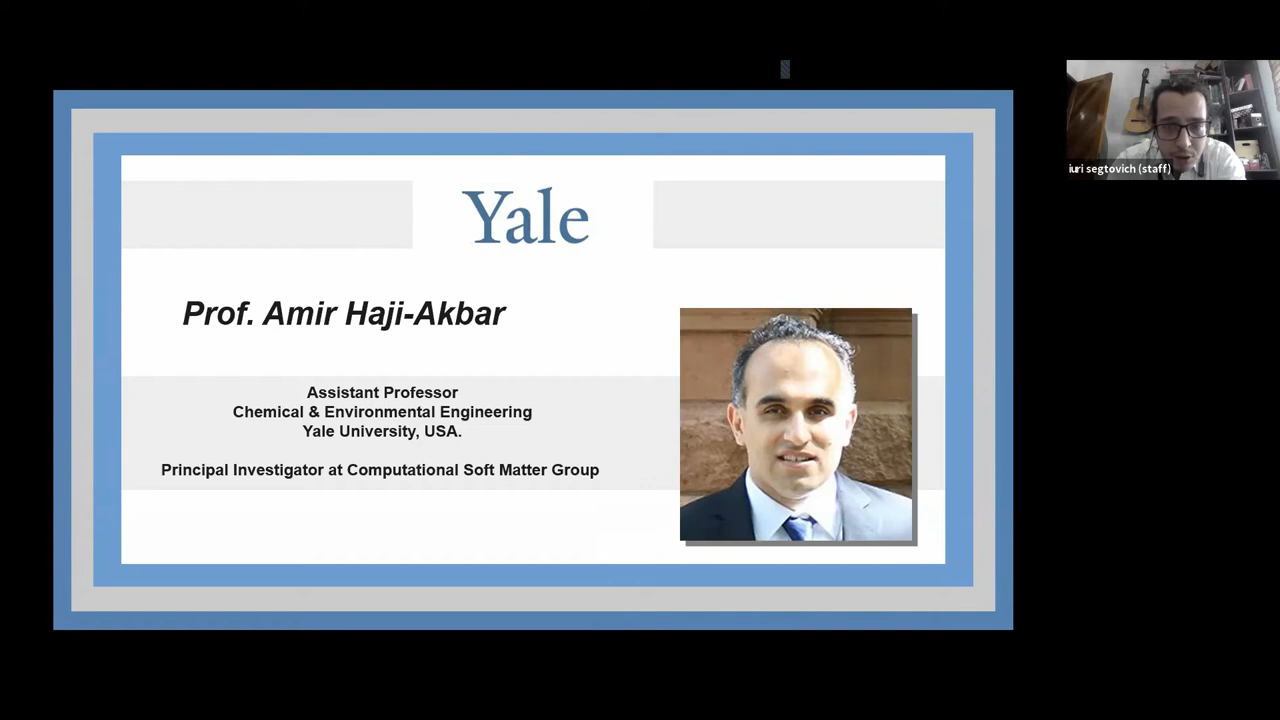 Yale
Prof. Amir Haji-Akbar
Assistant Professor
Chemical & Environmental Engineering
Yale University, USA.
Principal Investigator at Computational Soft Matter Group
iuri segtovich (staff)